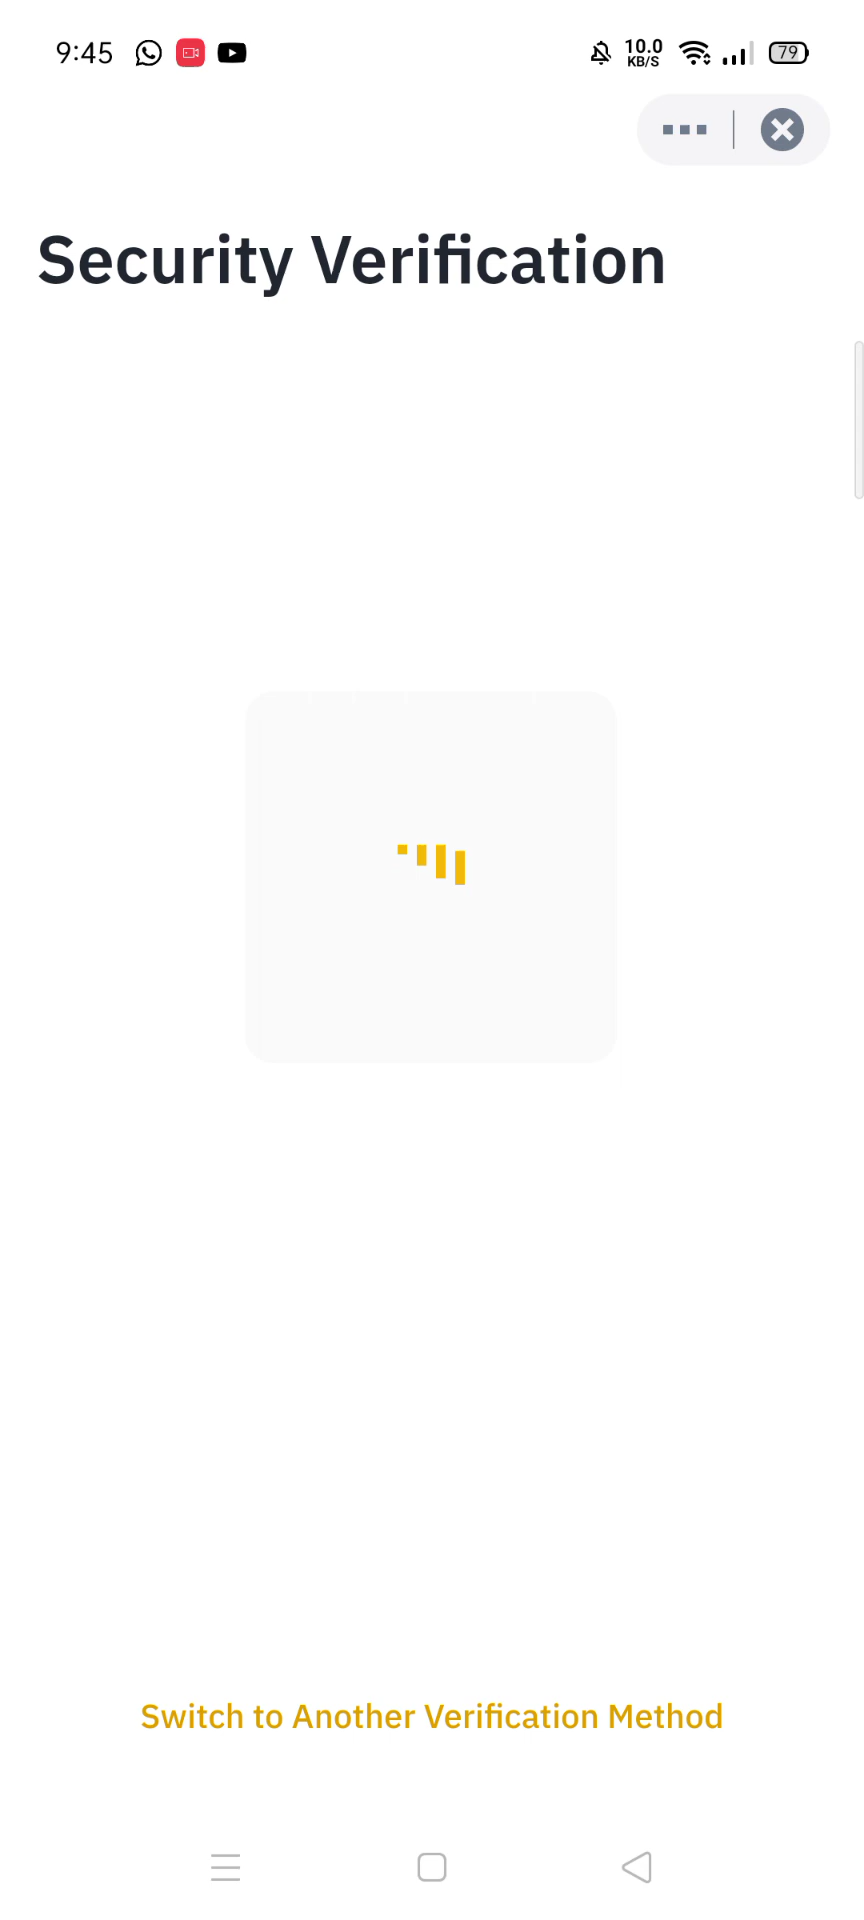 9:45
10.0
KB/S
79
Security Verification
Switch to Another Verification Method